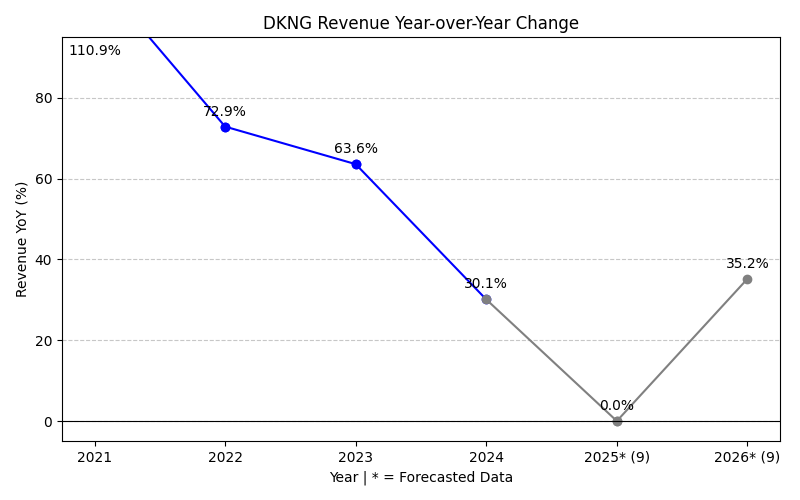 DKNG Revenue Year-over-Year Change
110.9%
72.9%
63.6%
30.1%
0.0%
35.2%
80
60
40
20
0
Revenue YoY (%)
2021 2022 2023 2024 2025* (9) 2026* (9)
Year | * = Forecasted Data